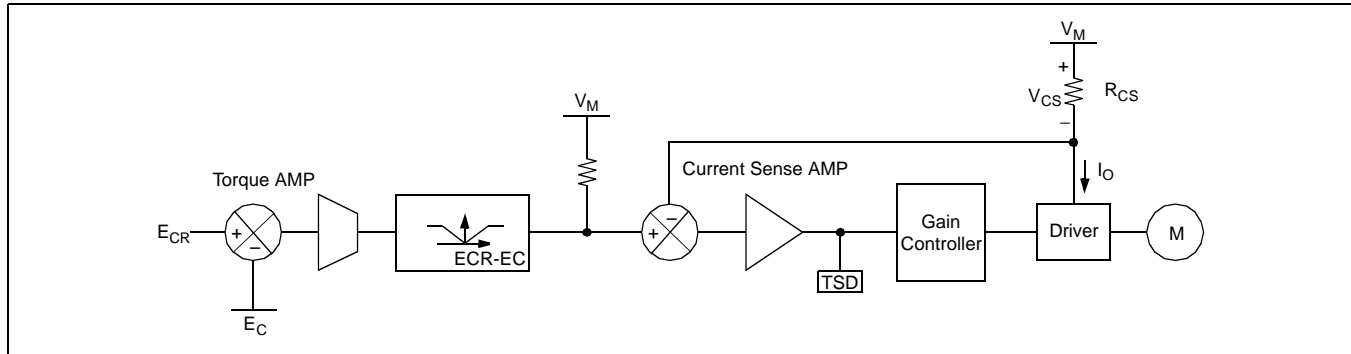 V_M
+
V_CS
R_CS
−
V_M
Torque AMP
Current Sense AMP
I_O
E_CR
+
−
ECR-EC
+
−
TSD
Gain
Controller
Driver
M
E_C